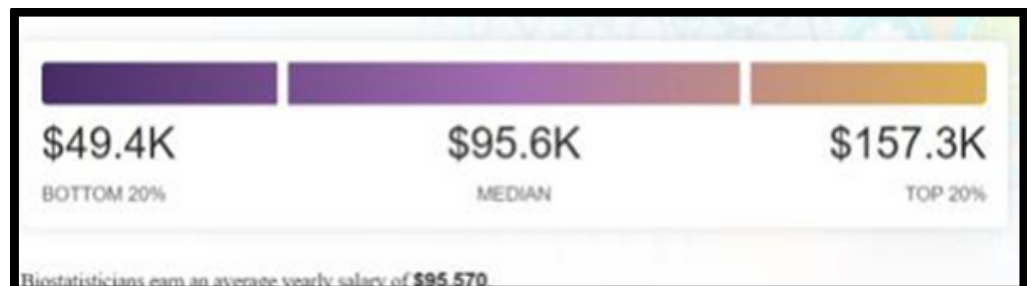 $49.4K $95.6K $157.3K
BOTTOM 20% MEDIAN TOP 20%
Biostatisticians earn an average yearly salary of $95,570.